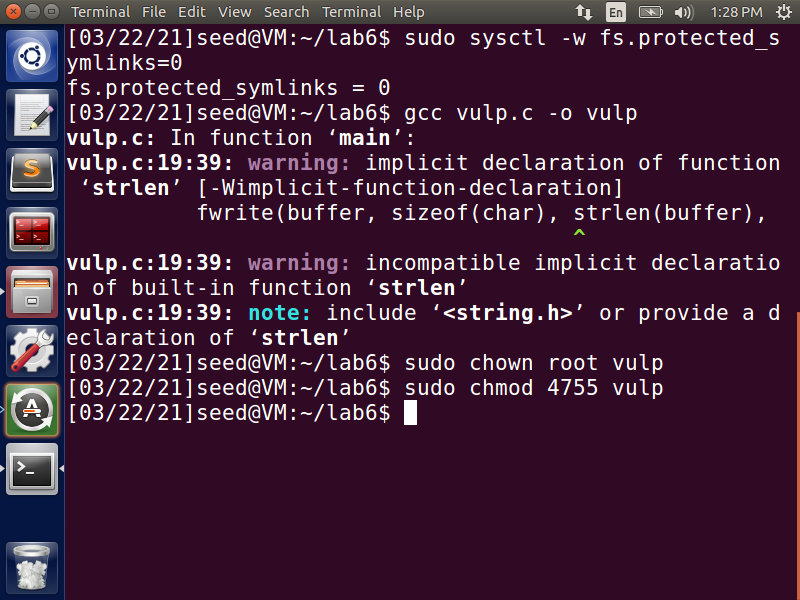 Terminal File Edit View Search Terminal Help En 1:28 PM
[03/22/21]seed@VM:~/lab6$ sudo sysctl -w fs.protected_s
ymlinks=0
fs.protected_symlinks = 0
[03/22/21]seed@VM:~/lab6$ gcc vulp.c -o vulp
vulp.c: In function ‘main’:
vulp.c:19:39: warning: implicit declaration of function
‘strlen’ [-Wimplicit-function-declaration]
fwrite(buffer, sizeof(char), strlen(buffer),
^
vulp.c:19:39: warning: incompatible implicit declaratio
n of built-in function ‘strlen’
vulp.c:19:39: note: include ‘<string.h>’ or provide a d
eclaration of ‘strlen’
[03/22/21]seed@VM:~/lab6$ sudo chown root vulp
[03/22/21]seed@VM:~/lab6$ sudo chmod 4755 vulp
[03/22/21]seed@VM:~/lab6$